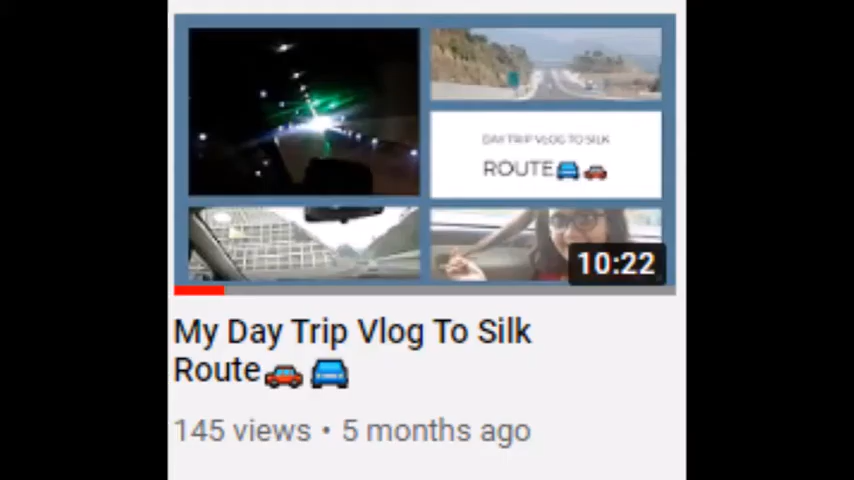 DAY TRIP VLOG TO SILK
ROUTE🚙🚗
10:22
My Day Trip Vlog To Silk
Route🚗🚙
145 views • 5 months ago